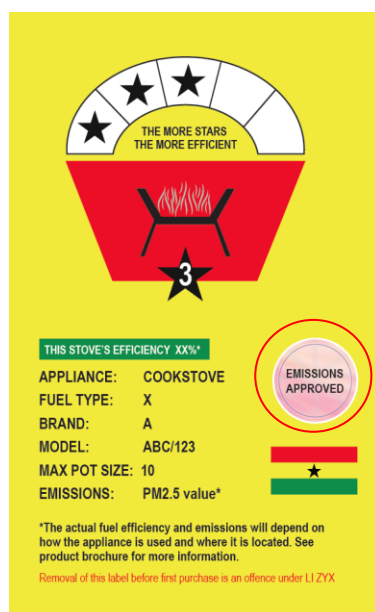 THE MORE STARS
THE MORE EFFICIENT
3
THIS STOVE'S EFFICIENCY XX%*
APPLIANCE: COOKSTOVE
FUEL TYPE: X
BRAND: A
MODEL: ABC/123
MAX POT SIZE: 10
EMISSIONS: PM2.5 value*
EMISSIONS
APPROVED
*The actual fuel efficiency and emissions will depend on
how the appliance is used and where it is located. See
product brochure for more information.
Removal of this label before first purchase is an offence under LI ZYX